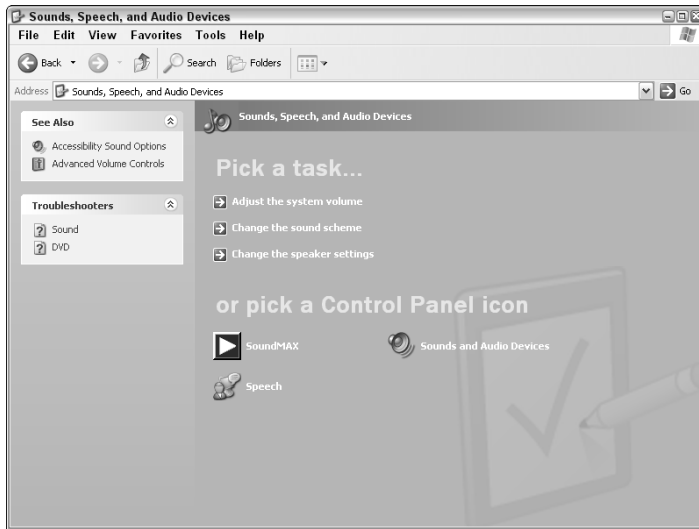 Sounds, Speech, and Audio Devices
File Edit View Favorites Tools Help
Back Search Folders
Address Sounds, Speech, and Audio Devices Go
See Also
Accessibility Sound Options
Advanced Volume Controls
Troubleshooters
Sound
DVD
Sounds, Speech, and Audio Devices
Pick a task...
Adjust the system volume
Change the sound scheme
Change the speaker settings
or pick a Control Panel icon
SoundMAX Sounds and Audio Devices
Speech